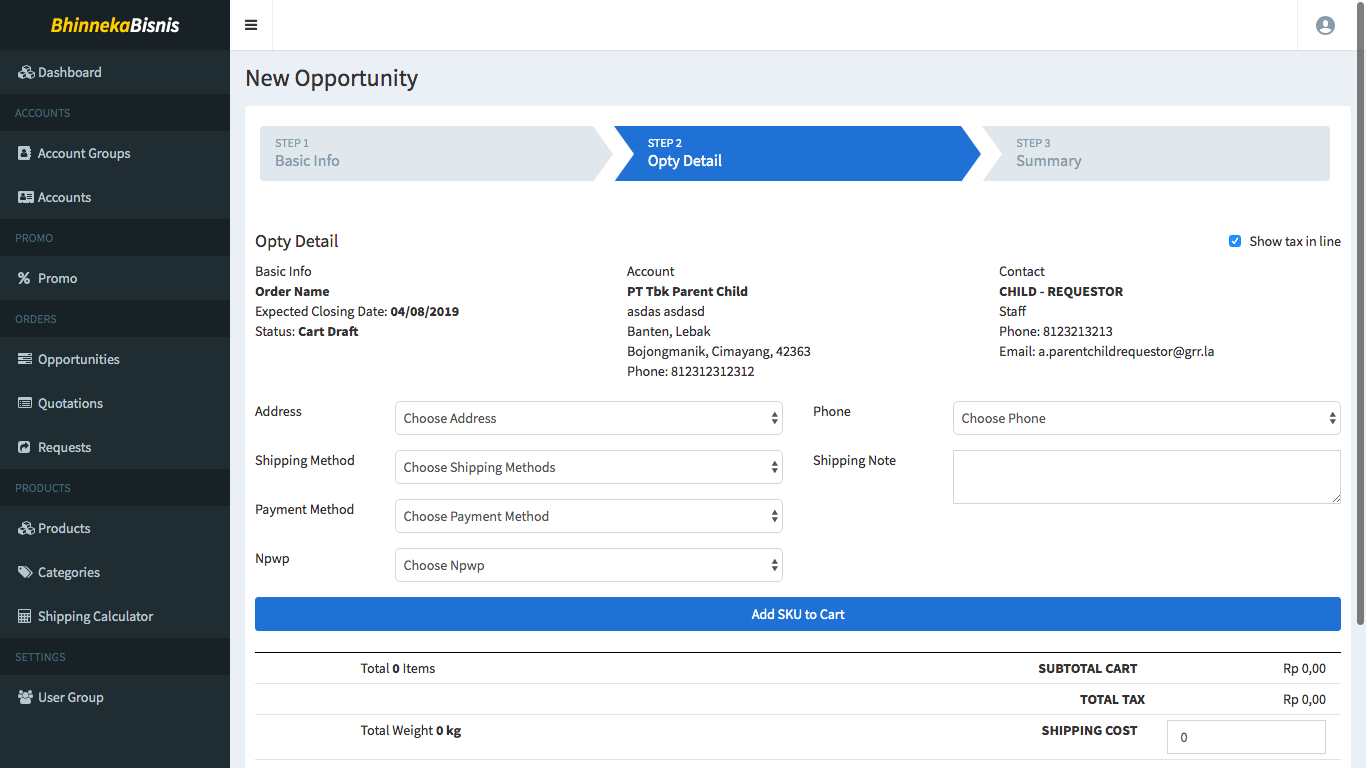 BhinnekaBisnis
Dashboard
ACCOUNTS
Account Groups
Accounts
PROMO
Promo
ORDERS
Opportunities
Quotations
Requests
PRODUCTS
Products
Categories
Shipping Calculator
SETTINGS
User Group
New Opportunity
STEP 1
Basic Info
STEP 2
Opty Detail
STEP 3
Summary
Opty Detail
Show tax in line
Basic Info
Order Name
Expected Closing Date: 04/08/2019
Status: Cart Draft
Account
PT Tbk Parent Child
asdas asdasd
Banten, Lebak
Bojongmanik, Cimayang, 42363
Phone: 812312312312
Contact
CHILD - REQUESTOR
Staff
Phone: 8123213213
Email: a.parentchildrequestor@grr.la
Address
Choose Address
Phone
Choose Phone
Shipping Method
Choose Shipping Methods
Shipping Note
Payment Method
Choose Payment Method
Npwp
Choose Npwp
Add SKU to Cart
Total 0 Items
SUBTOTAL CART
Rp 0,00
TOTAL TAX
Rp 0,00
Total Weight 0 kg
SHIPPING COST
0